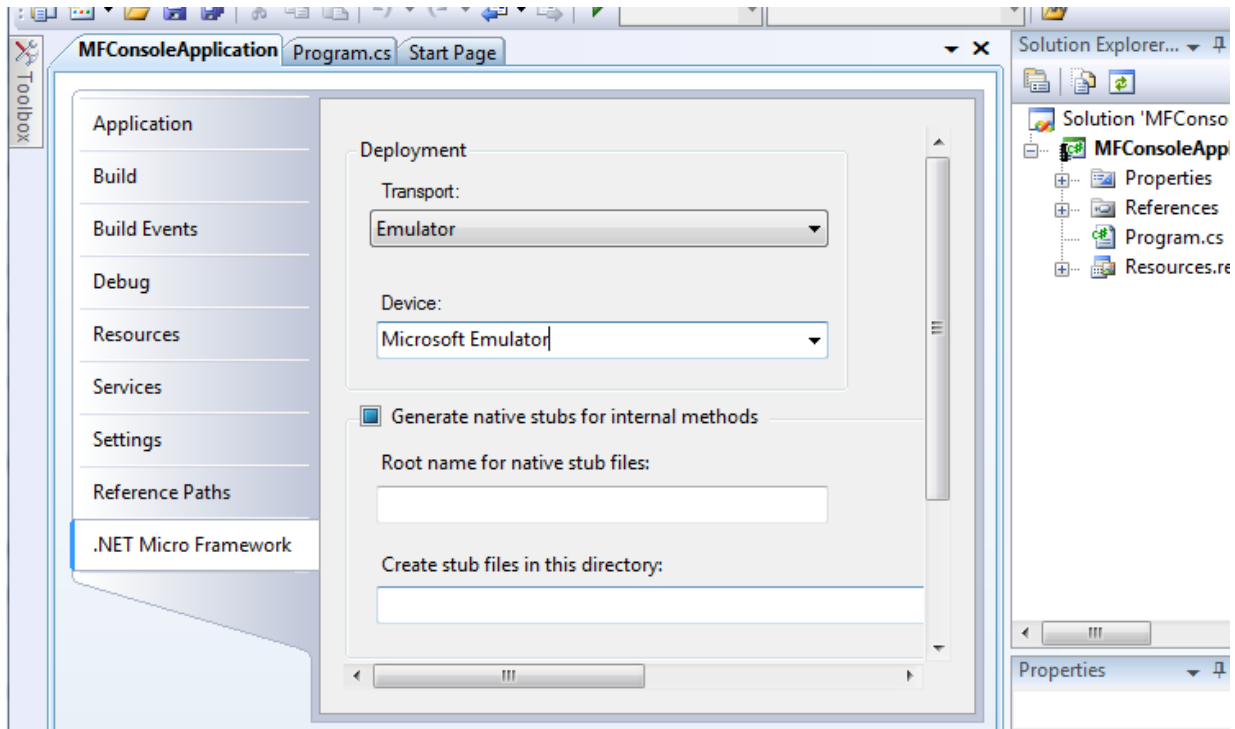 Toolbox
MFConsoleApplication Program.cs Start Page
Application
Build
Build Events
Debug
Resources
Services
Settings
Reference Paths
.NET Micro Framework
Deployment
Transport:
Emulator
Device:
Microsoft Emulator
Generate native stubs for internal methods
Root name for native stub files:
Create stub files in this directory:
Solution Explorer...
Solution 'MFConso
MFConsoleAppl
Properties
References
Program.cs
Resources.re
Properties